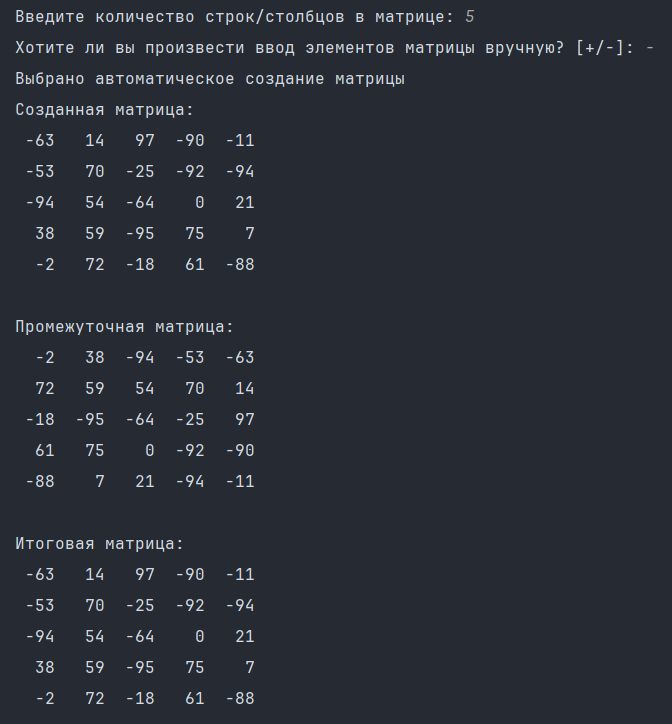 Введите количество строк/столбцов в матрице: 5
Хотите ли вы произвести ввод элементов матрицы вручную? [+/-]: -
Выбрано автоматическое создание матрицы
Созданная матрица:
-63 14 97 -90 -11
-53 70 -25 -92 -94
-94 54 -64 0 21
38 59 -95 75 7
-2 72 -18 61 -88
Промежуточная матрица:
-2 38 -94 -53 -63
72 59 54 70 14
-18 -95 -64 -25 97
61 75 0 -92 -90
-88 7 21 -94 -11
Итоговая матрица:
-63 14 97 -90 -11
-53 70 -25 -92 -94
-94 54 -64 0 21
38 59 -95 75 7
-2 72 -18 61 -88